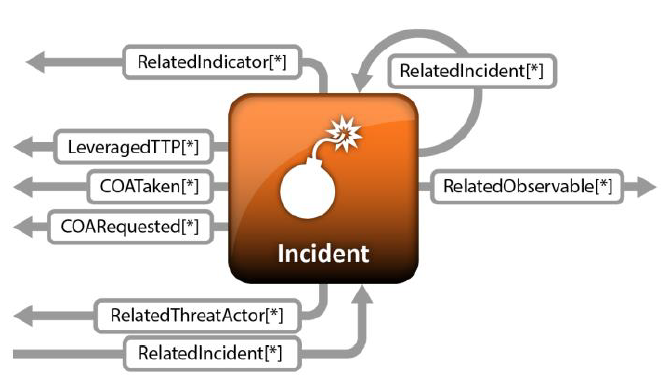 RelatedIndicator[*]
RelatedIncident[*]
LeveragedTTP[*]
COATaken[*]
RelatedObservable[*]
COARequested[*]
Incident
RelatedThreatActor[*]
RelatedIncident[*]